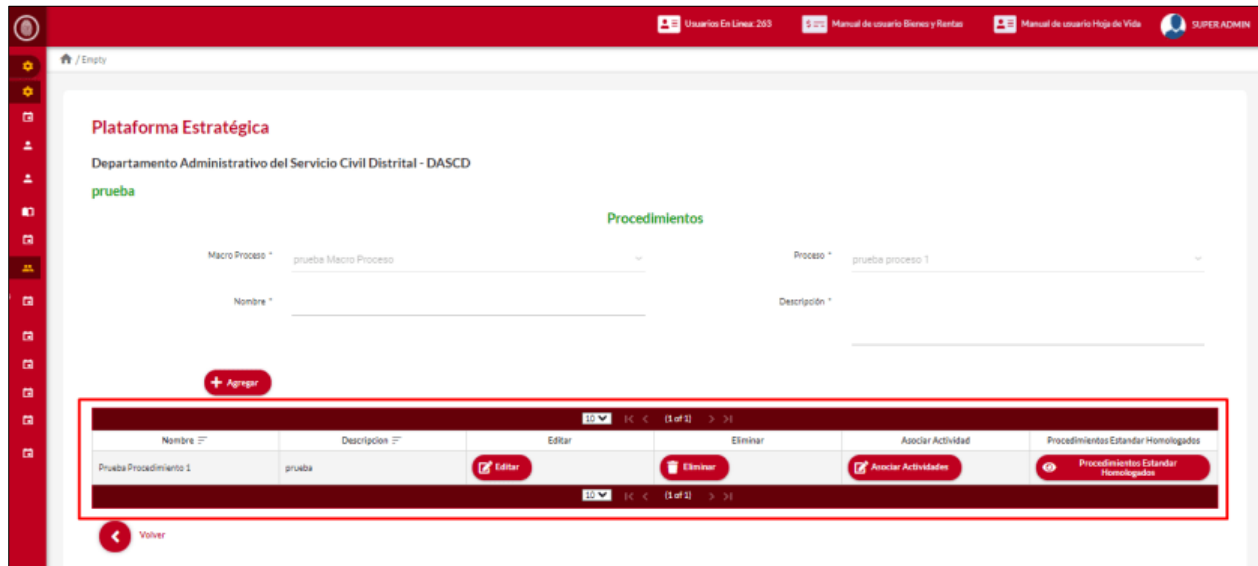 Usuarios En Linea: 263 Manual de usuario Bienes y Rentas Manual de usuario Hoja de Vida SUPER ADMIN
/ Empty
Plataforma Estratégica
Departamento Administrativo del Servicio Civil Distrital - DASCD
prueba
Procedimientos
Macro Proceso * prueba Macro Proceso Proceso * prueba proceso 1
Nombre * Descripción *
Agregar
10 (1 of 1)
Nombre Descripcion Editar Eliminar Asociar Actividad Procedimientos Estandar Homologados
Prueba Procedimiento 1 prueba Editar Eliminar Asociar Actividades Procedimientos Estandar
Homologados
10 (1 of 1)
Volver